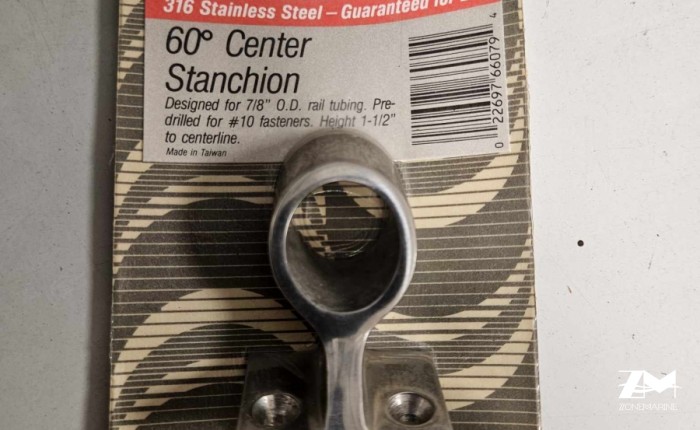 316 Stainless Steel – Guaranteed for
60° Center
Stanchion
Designed for 7/8" O.D. rail tubing. Pre-
drilled for #10 fasteners. Height 1-1/2"
to centerline.
Made in Taiwan
0 22697 66079 4
ZM